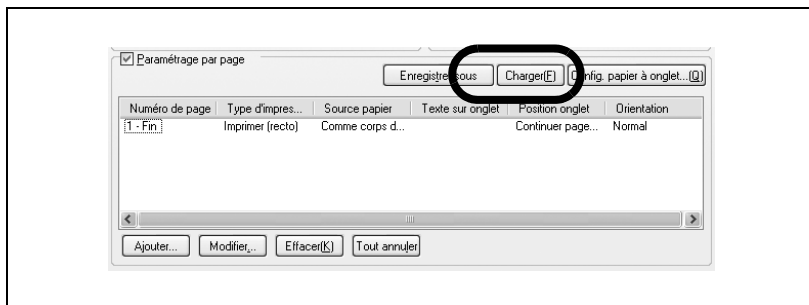 Paramétrage par page
Enregistrer sous Charger(F) Config. papier à onglet...(Q)
Numéro de page Type d'impres... Source papier Texte sur onglet Position onglet Orientation
1 - Fin Imprimer (recto) Comme corps d... Continuer page... Normal
Ajouter... Modifier... Effacer(K) Tout annuler